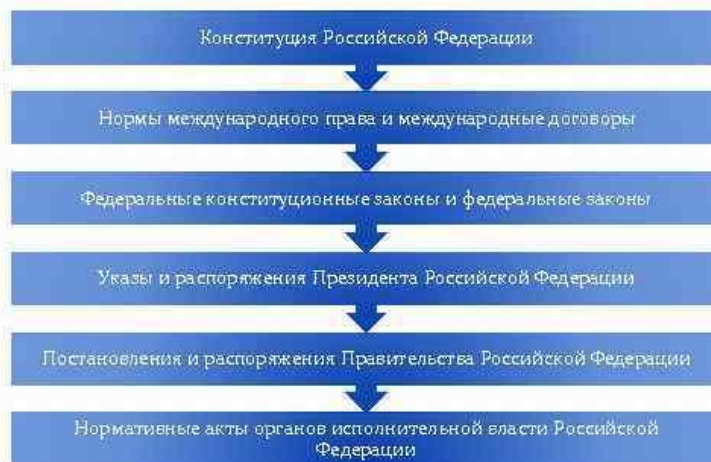 Конституция Российской Федерации
Нормы международного права и международные договоры
Федеральные конституционные законы и федеральные законы
Указы и распоряжения Президента Российской Федерации
Постановления и распоряжения Правительства Российской Федерации
Нормативные акты органов исполнительной власти Российской
Федерации